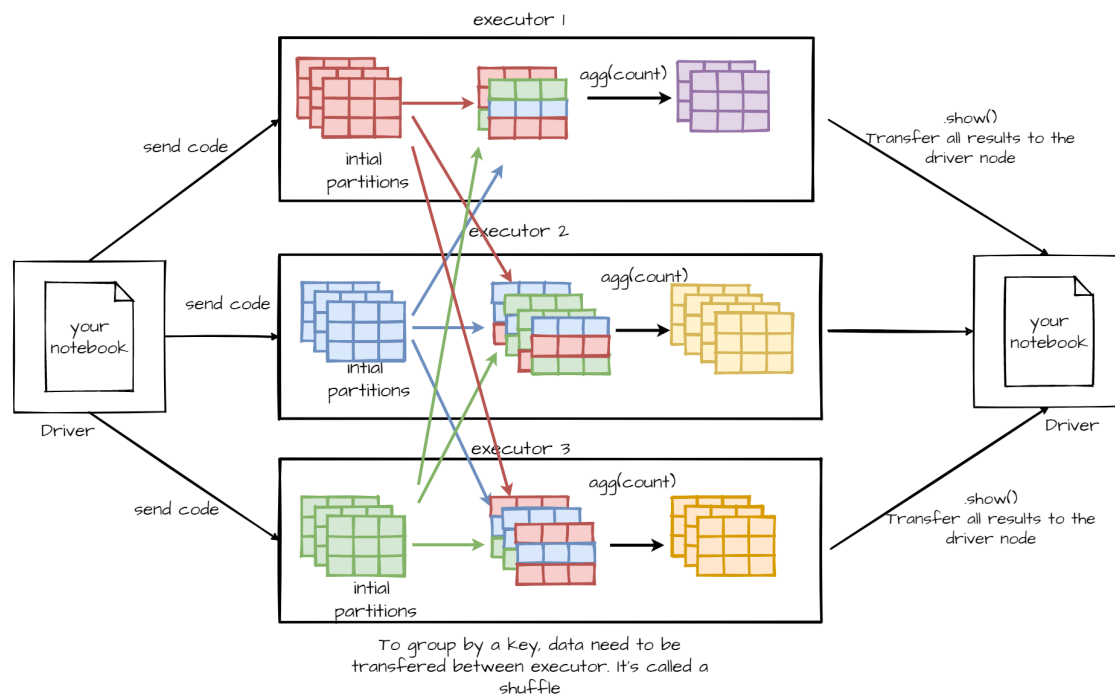 executor 1
agg(count)
.show()
Transfer all results to the
driver node
send code
intial
partitions
executor 2
agg(count)
send code
your
notebook
your
notebook
intial
partitions
Driver
Driver
executor 3
agg(count)
send code
.show()
Transfer all results to the
driver node
intial
partitions
To group by a key, data need to be
transfered between executor. It's called a
shuffle